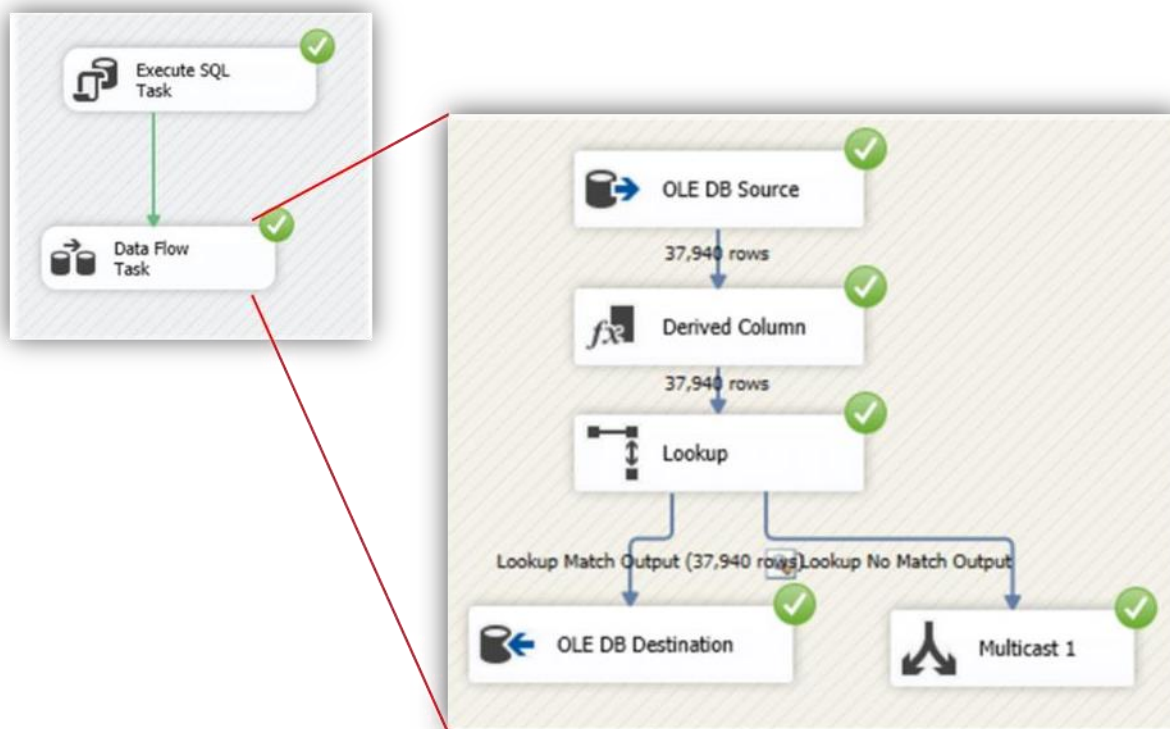 Execute SQL
Task
Data Flow
Task
OLE DB Source
37,940 rows
fx
Derived Column
37,940 rows
Lookup
Lookup Match Output (37,940 rows)
Lookup No Match Output
OLE DB Destination
Multicast 1